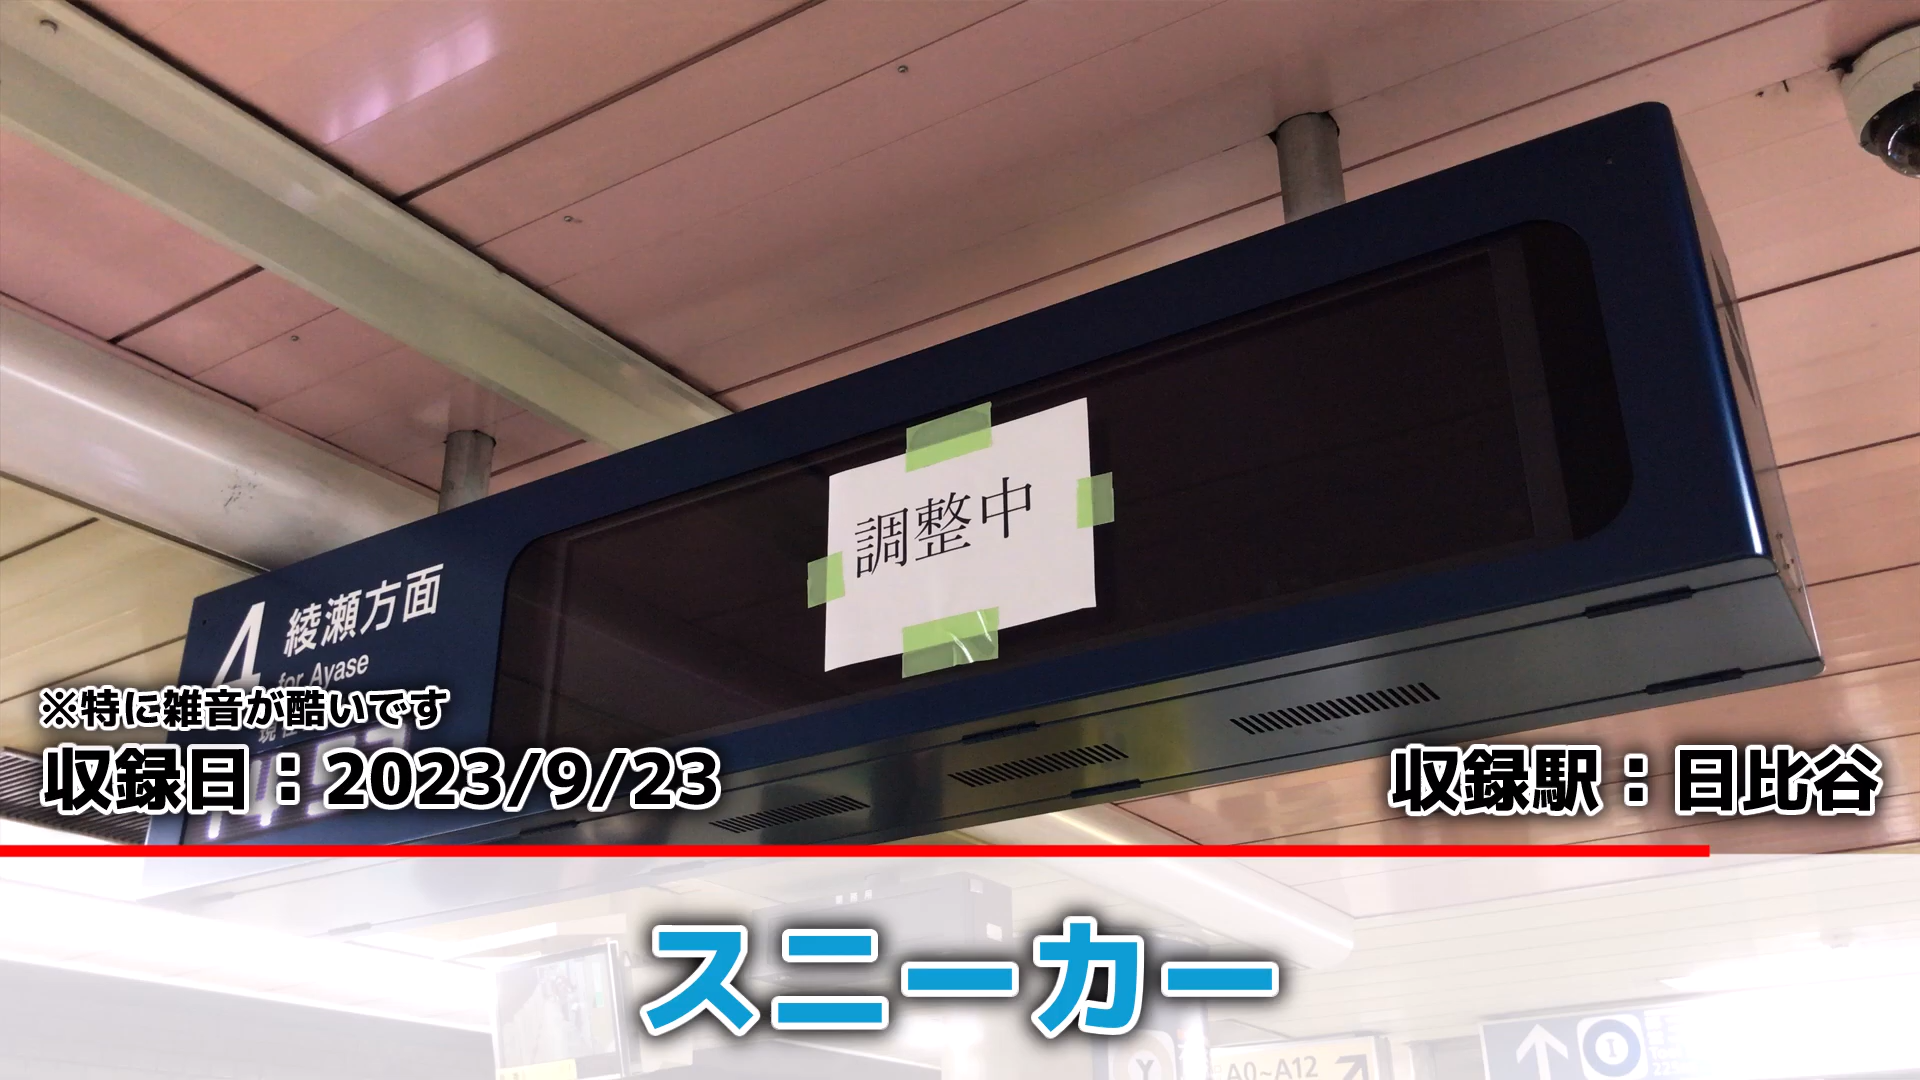 調整中
4 綾瀬方面
for Ayase
※特に雑音が酷いです
収録日：2023/9/23
収録駅：日比谷
スニーカー
Y
A0~A12
I